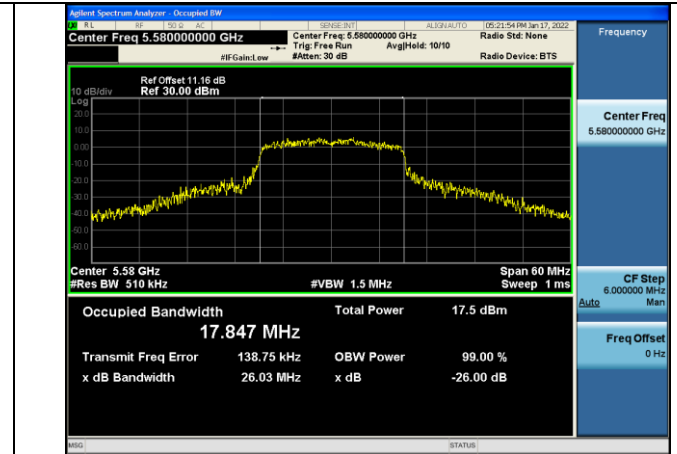 Agilent Spectrum Analyzer - Occupied BW
RL RF 50 Ω AC SENSE:INT ALIGNAUTO 05:21:54 PM Jan 17, 2022
Center Freq 5.580000000 GHz
Center Freq: 5.580000000 GHz Radio Std: None
Trig: Free Run Avg|Hold: 10/10
#IFGain:Low #Atten: 30 dB Radio Device: BTS
Ref Offset 11.16 dB
10 dB/div Ref 30.00 dBm
Log
20.0
10.0
0.00
-10.0
-20.0
-30.0
-40.0
-50.0
-60.0
Center 5.58 GHz Span 60 MHz
#Res BW 510 kHz #VBW 1.5 MHz Sweep 1 ms
Occupied Bandwidth Total Power 17.5 dBm
17.847 MHz
Transmit Freq Error 138.75 kHz OBW Power 99.00 %
x dB Bandwidth 26.03 MHz x dB -26.00 dB
MSG STATUS
Frequency
Center Freq
5.580000000 GHz
CF Step
6.000000 MHz
Auto Man
Freq Offset
0 Hz